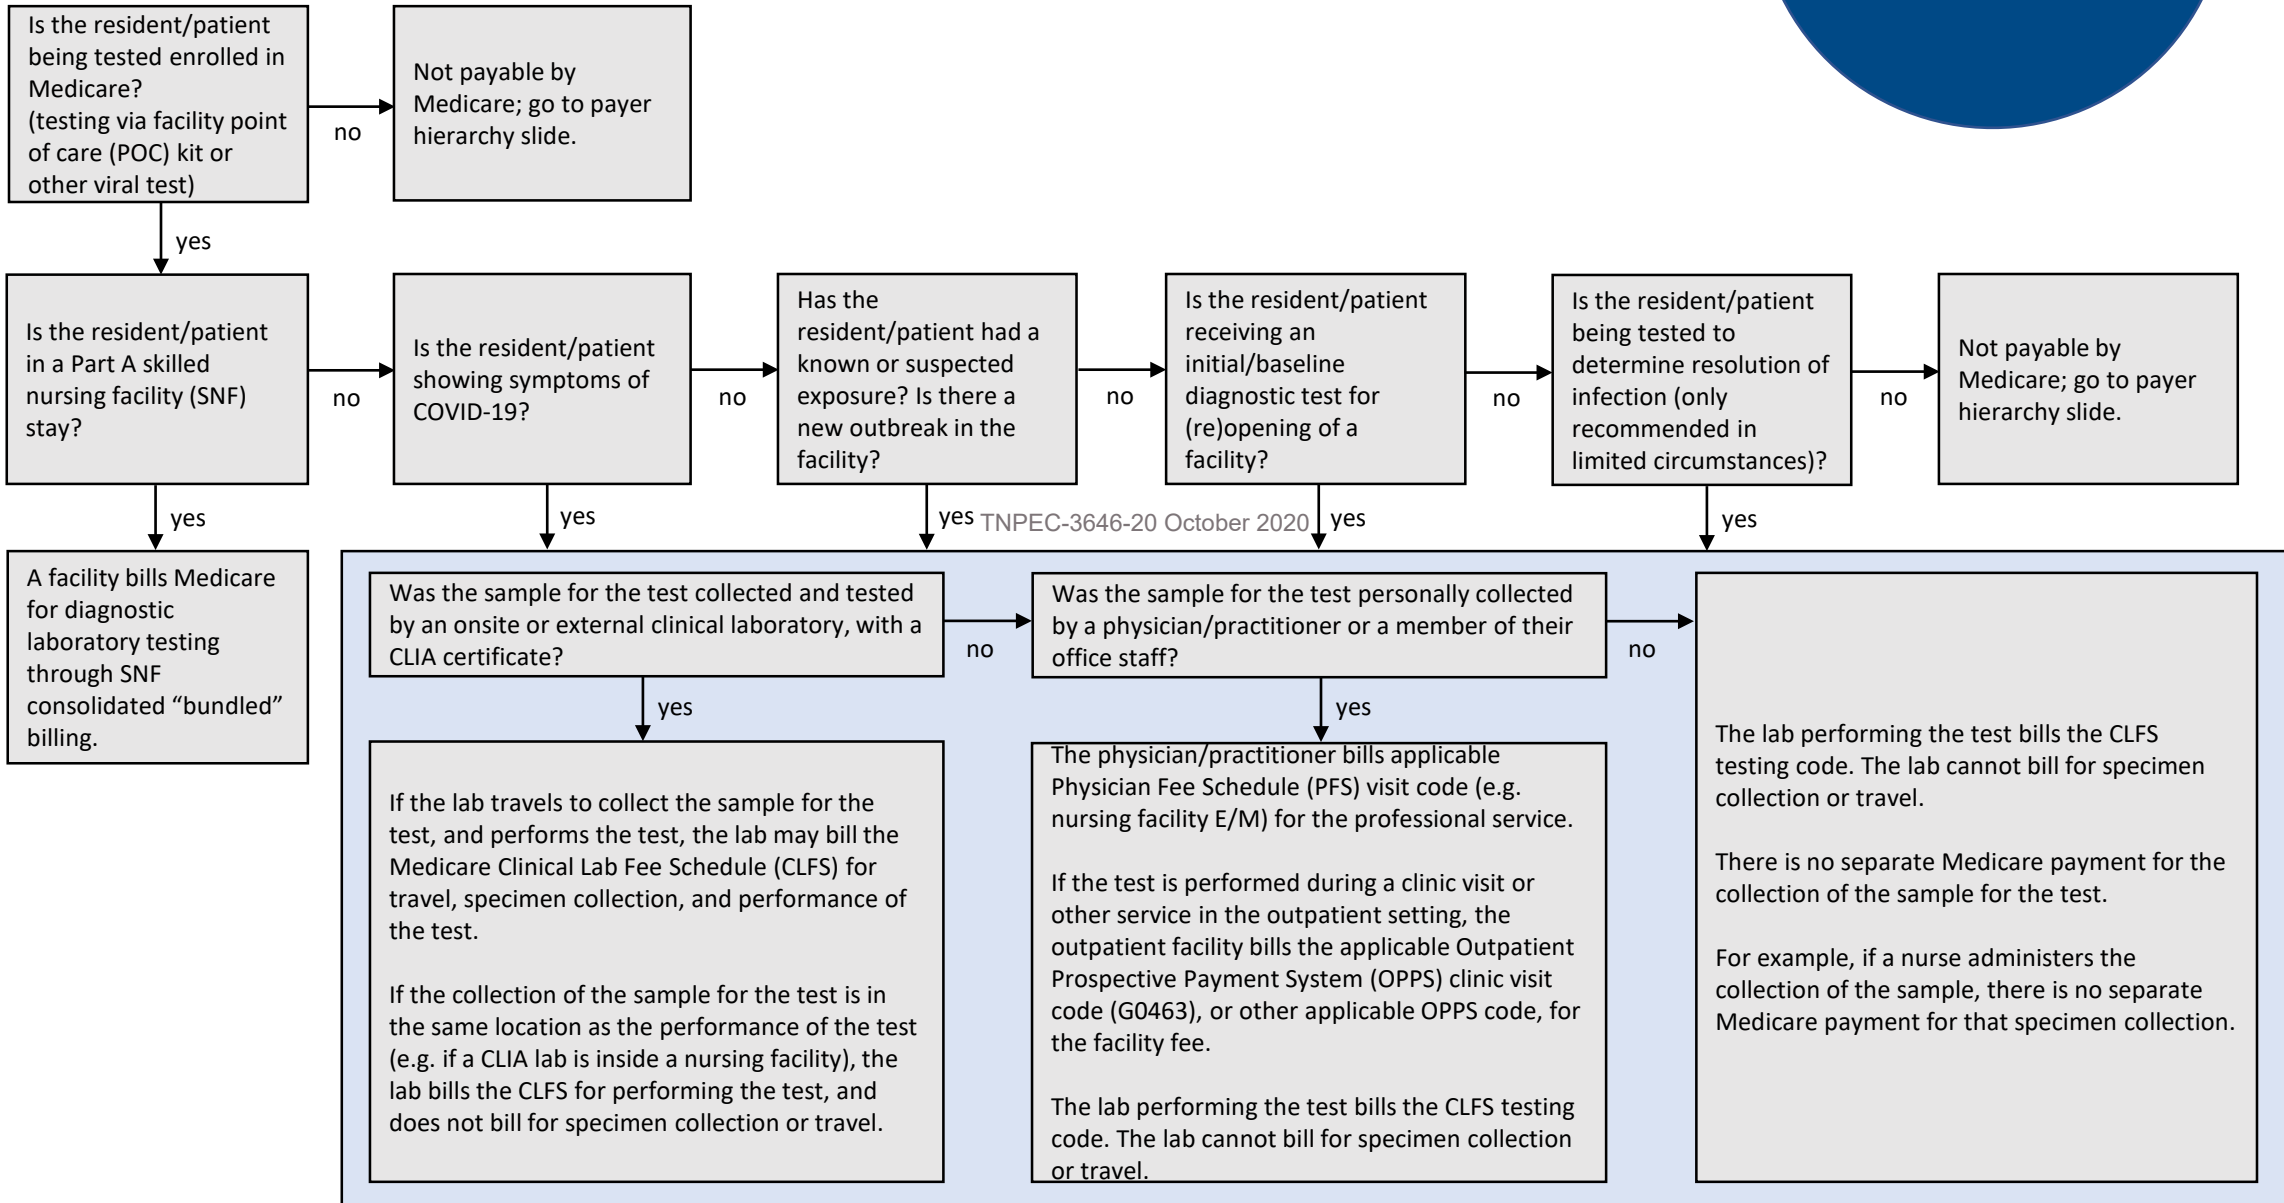 Is the resident/patient
being tested enrolled in
Medicare?
(testing via facility point
of care (POC) kit or
other viral test)
no
Not payable by
Medicare; go to payer
hierarchy slide.
yes
Is the resident/patient
in a Part A skilled
nursing facility (SNF)
stay?
no
Is the resident/patient
showing symptoms of
COVID-19?
no
Has the
resident/patient had a
known or suspected
exposure? Is there a
new outbreak in the
facility?
no
Is the resident/patient
receiving an
initial/baseline
diagnostic test for
(re)opening of a
facility?
no
Is the resident/patient
being tested to
determine resolution of
infection (only
recommended in
limited circumstances)?
no
Not payable by
Medicare; go to payer
hierarchy slide.
yes
yes
yes
TNPEC-3646-20 October 2020
yes
yes
A facility bills Medicare
for diagnostic
laboratory testing
through SNF
consolidated “bundled”
billing.
Was the sample for the test collected and tested
by an onsite or external clinical laboratory, with a
CLIA certificate?
no
Was the sample for the test personally collected
by a physician/practitioner or a member of their
office staff?
no
yes
yes
If the lab travels to collect the sample for the
test, and performs the test, the lab may bill the
Medicare Clinical Lab Fee Schedule (CLFS) for
travel, specimen collection, and performance of
the test.
If the collection of the sample for the test is in
the same location as the performance of the test
(e.g. if a CLIA lab is inside a nursing facility), the
lab bills the CLFS for performing the test, and
does not bill for specimen collection or travel.
The physician/practitioner bills applicable
Physician Fee Schedule (PFS) visit code (e.g.
nursing facility E/M) for the professional service.
If the test is performed during a clinic visit or
other service in the outpatient setting, the
outpatient facility bills the applicable Outpatient
Prospective Payment System (OPPS) clinic visit
code (G0463), or other applicable OPPS code, for
the facility fee.
The lab performing the test bills the CLFS testing
code. The lab cannot bill for specimen collection
or travel.
The lab performing the test bills the CLFS
testing code. The lab cannot bill for specimen
collection or travel.
There is no separate Medicare payment for the
collection of the sample for the test.
For example, if a nurse administers the
collection of the sample, there is no separate
Medicare payment for that specimen collection.